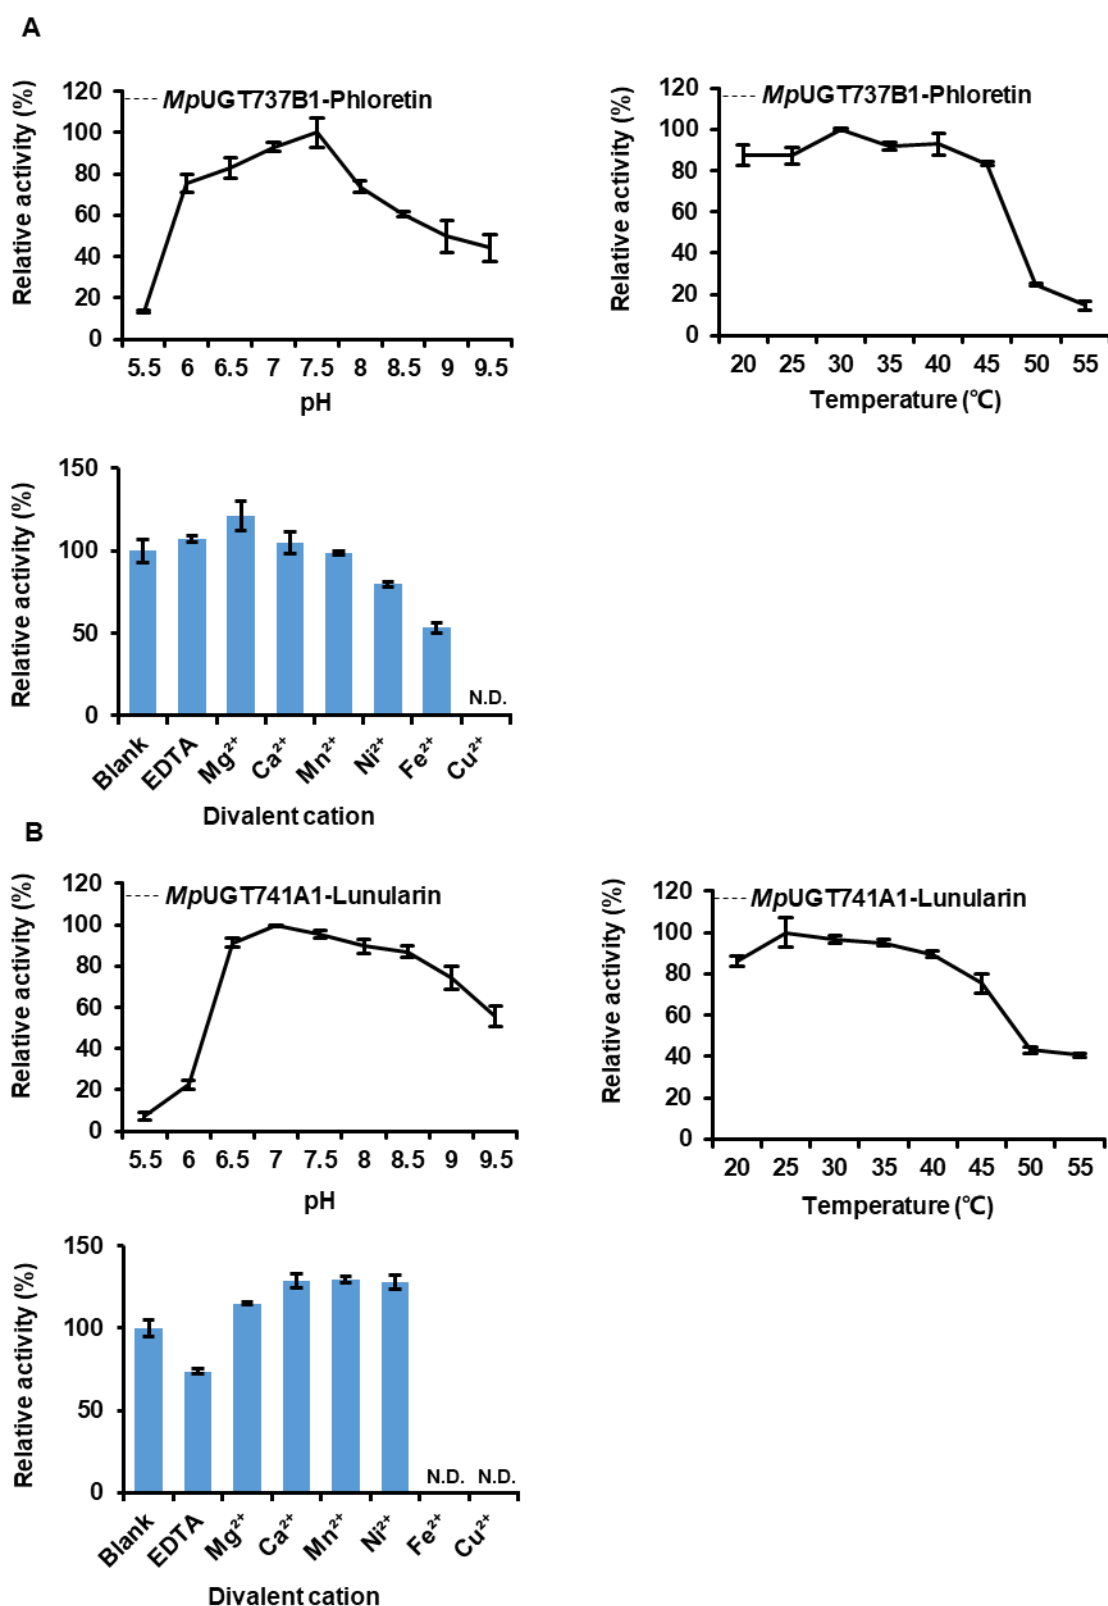 A
MpUGT737B1-Phloretin
Relative activity (%)
120
100
80
60
40
20
0
5.5 6 6.5 7 7.5 8 8.5 9 9.5
pH
MpUGT737B1-Phloretin
Relative activity (%)
120
100
80
60
40
20
0
20 25 30 35 40 45 50 55
Temperature (℃)
Relative activity (%)
150
100
50
0
N.D.
Blank EDTA Mg²⁺ Ca²⁺ Mn²⁺ Ni²⁺ Fe²⁺ Cu²⁺
Divalent cation
B
MpUGT741A1-Lunularin
Relative activity (%)
120
100
80
60
40
20
0
5.5 6 6.5 7 7.5 8 8.5 9 9.5
pH
MpUGT741A1-Lunularin
Relative activity (%)
120
100
80
60
40
20
0
20 25 30 35 40 45 50 55
Temperature (℃)
Relative activity (%)
150
100
50
0
N.D. N.D.
Blank EDTA Mg²⁺ Ca²⁺ Mn²⁺ Ni²⁺ Fe²⁺ Cu²⁺
Divalent cation